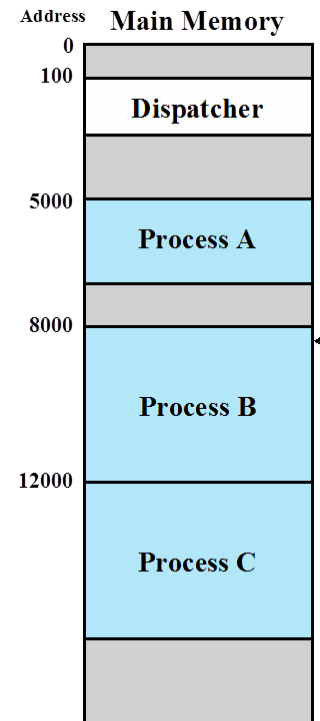 Address Main Memory
0
100
Dispatcher
5000
Process A
8000
Process B
12000
Process C